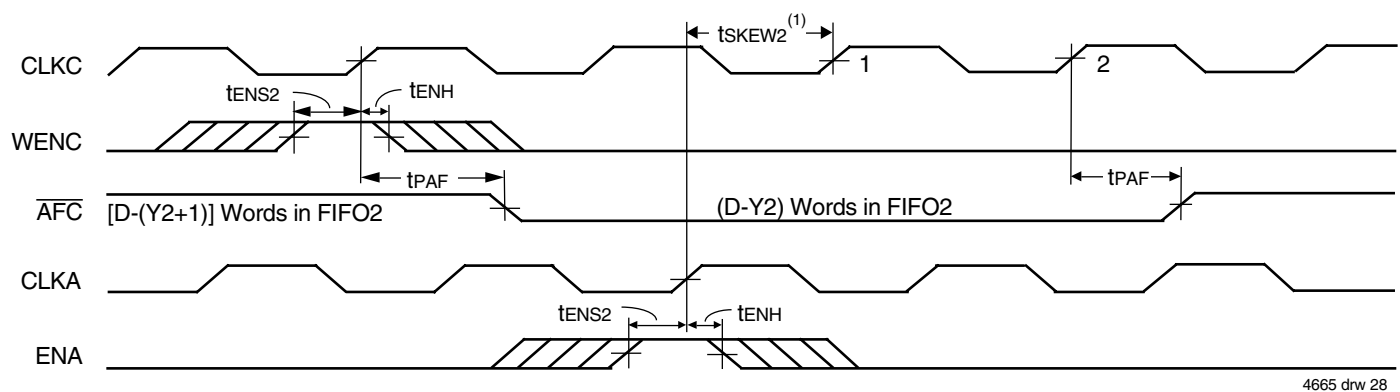 tSKEW2 (1)
CLKC
1
2
tENS2
tENH
WENC
tPAF
tPAF
AFC
[D-(Y2+1)] Words in FIFO2
(D-Y2) Words in FIFO2
CLKA
tENS2
tENH
ENA
4665 drw 28